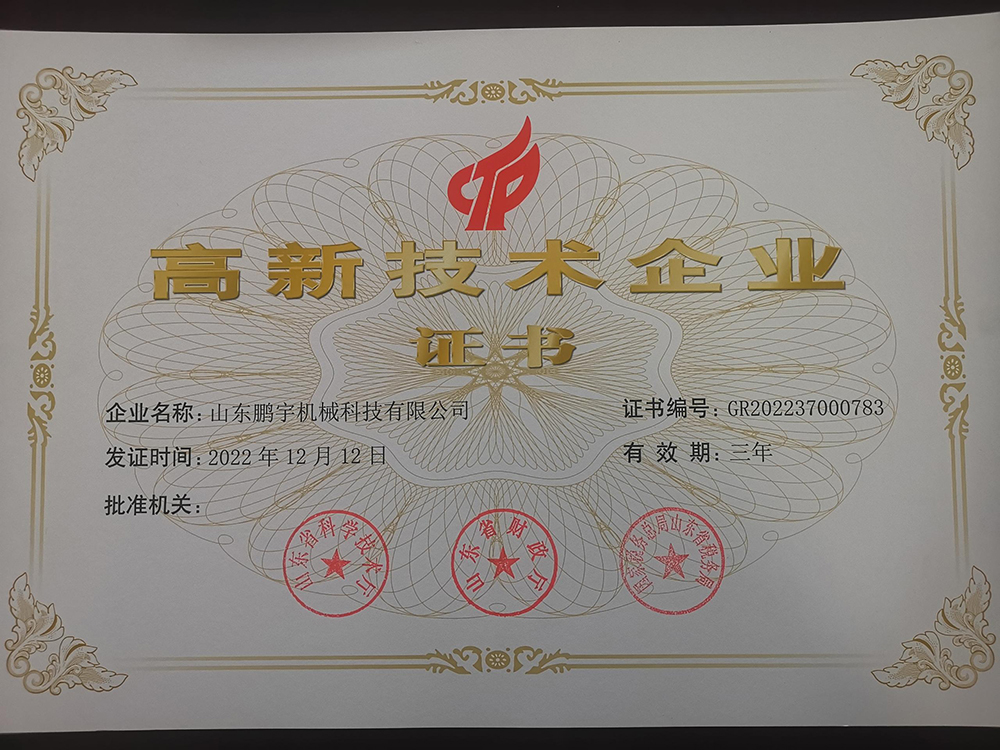 高新技术企业
证书
企业名称：山东鹏宇机械科技有限公司
证书编号：GR202237000783
发证时间：2022年12月12日
有效期：三年
批准机关：
山东省科学技术厅
山东省财政厅
国家税务总局山东省税务局